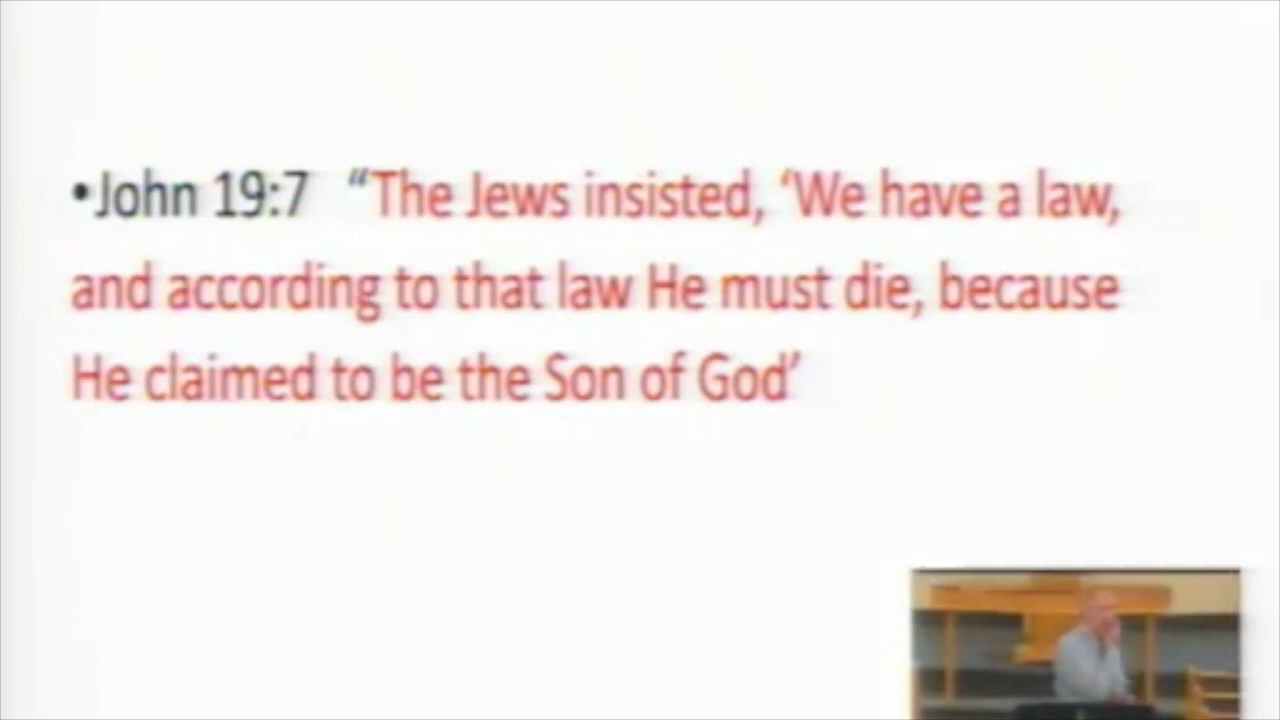 •John 19:7 “The Jews insisted, ‘We have a law,
and according to that law He must die, because
He claimed to be the Son of God’